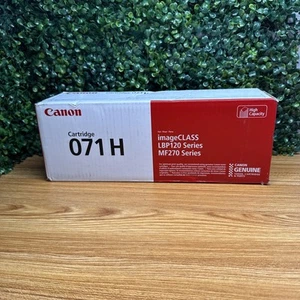 Canon
Cartridge
071 H
imageCLASS
LBP120 Series
MF270 Series
High
Capacity
CANON
GENUINE